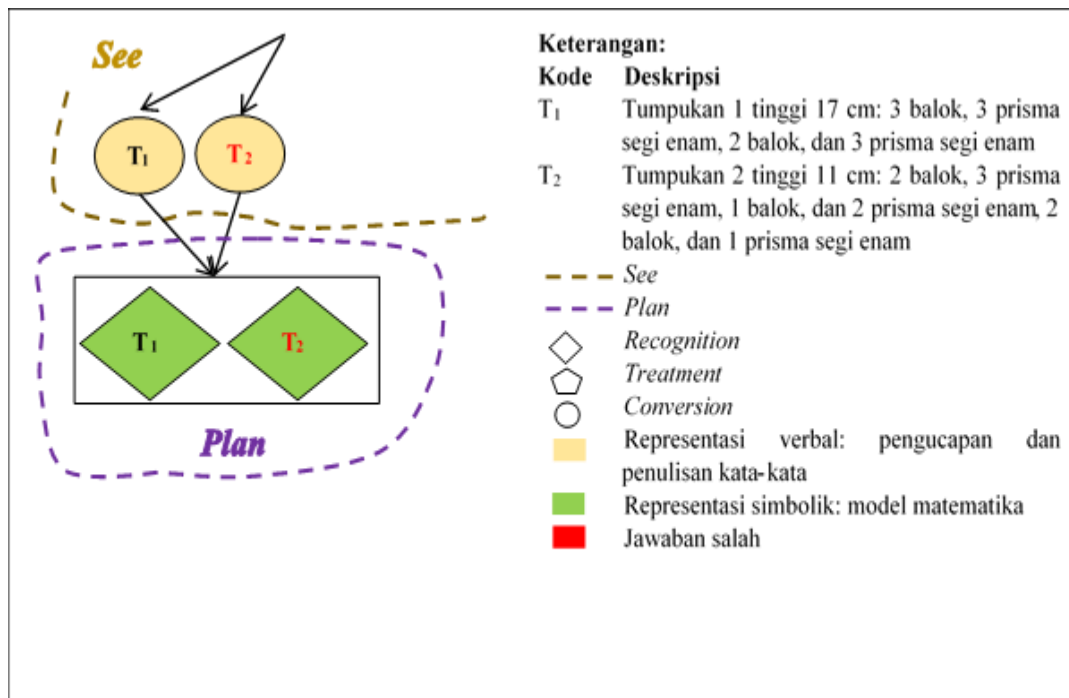 See
T1
T2
T1
T2
Plan
Keterangan:
Kode Deskripsi
T1 Tumpukan 1 tinggi 17 cm: 3 balok, 3 prisma
segi enam, 2 balok, dan 3 prisma segi enam
T2 Tumpukan 2 tinggi 11 cm: 2 balok, 3 prisma
segi enam, 1 balok, dan 2 prisma segi enam, 2
balok, dan 1 prisma segi enam
See
Plan
Recognition
Treatment
Conversion
Representasi verbal: pengucapan dan
penulisan kata-kata
Representasi simbolik: model matematika
Jawaban salah